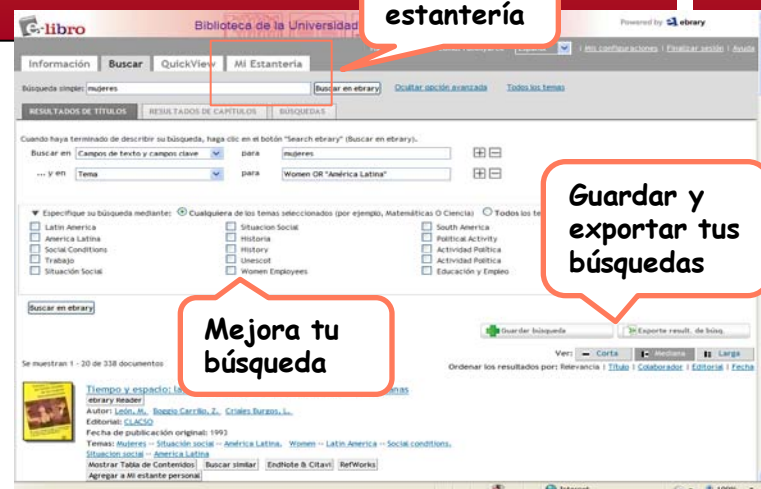 estantería
e-libro
Biblioteca de la Universidad
Powered by ebrary
Español | Mis configuraciones | Finalizar sesión | Ayuda
Información Buscar QuickView Mi Estantería
Búsqueda simple: mujeres Buscar en ebrary Ocultar opción avanzada Todos los temas
RESULTADOS DE TÍTULOS RESULTADOS DE CAPÍTULOS BÚSQUEDAS
Cuando haya terminado de describir su búsqueda, haga clic en el botón "Search ebrary" (Buscar en ebrary).
Buscar en Campos de texto y campos clave para mujeres
... y en Tema para Women OR "América Latina"
Guardar y
exportar tus
búsquedas
▼ Especifique su búsqueda mediante: Cualquiera de los temas seleccionados (por ejemplo, Matemáticas O Ciencia) Todos los te
Latin America Situacion Social South America
America Latina Historia Political Activity
Social Conditions History Actividad Política
Trabajo Unescot Actividad Política
Situación Social Women Employees Educación y Empleo
Buscar en ebrary
Mejora tu
búsqueda
Guardar búsqueda Exporte result. de búsq.
Ver: Corta Mediana Larga
Se muestran 1 - 20 de 338 documentos
Ordenar los resultados por: Relevancia | Título | Colaborador | Editorial | Fecha
Tiempo y espacio: la nas
ebrary Reader
Autor: León, M. Boggio Carrillo, Z. Criales Burgos, L.
Editorial: CLACSO
Fecha de publicación original: 1993
Temas: Mujeres -- Situación social -- América Latina. Women -- Latin America -- Social conditions.
Situacion social -- America Latina
Mostrar Tabla de Contenidos Buscar similar EndNote & Citavi RefWorks
Agregar a Mi estante personal
Internet 100%